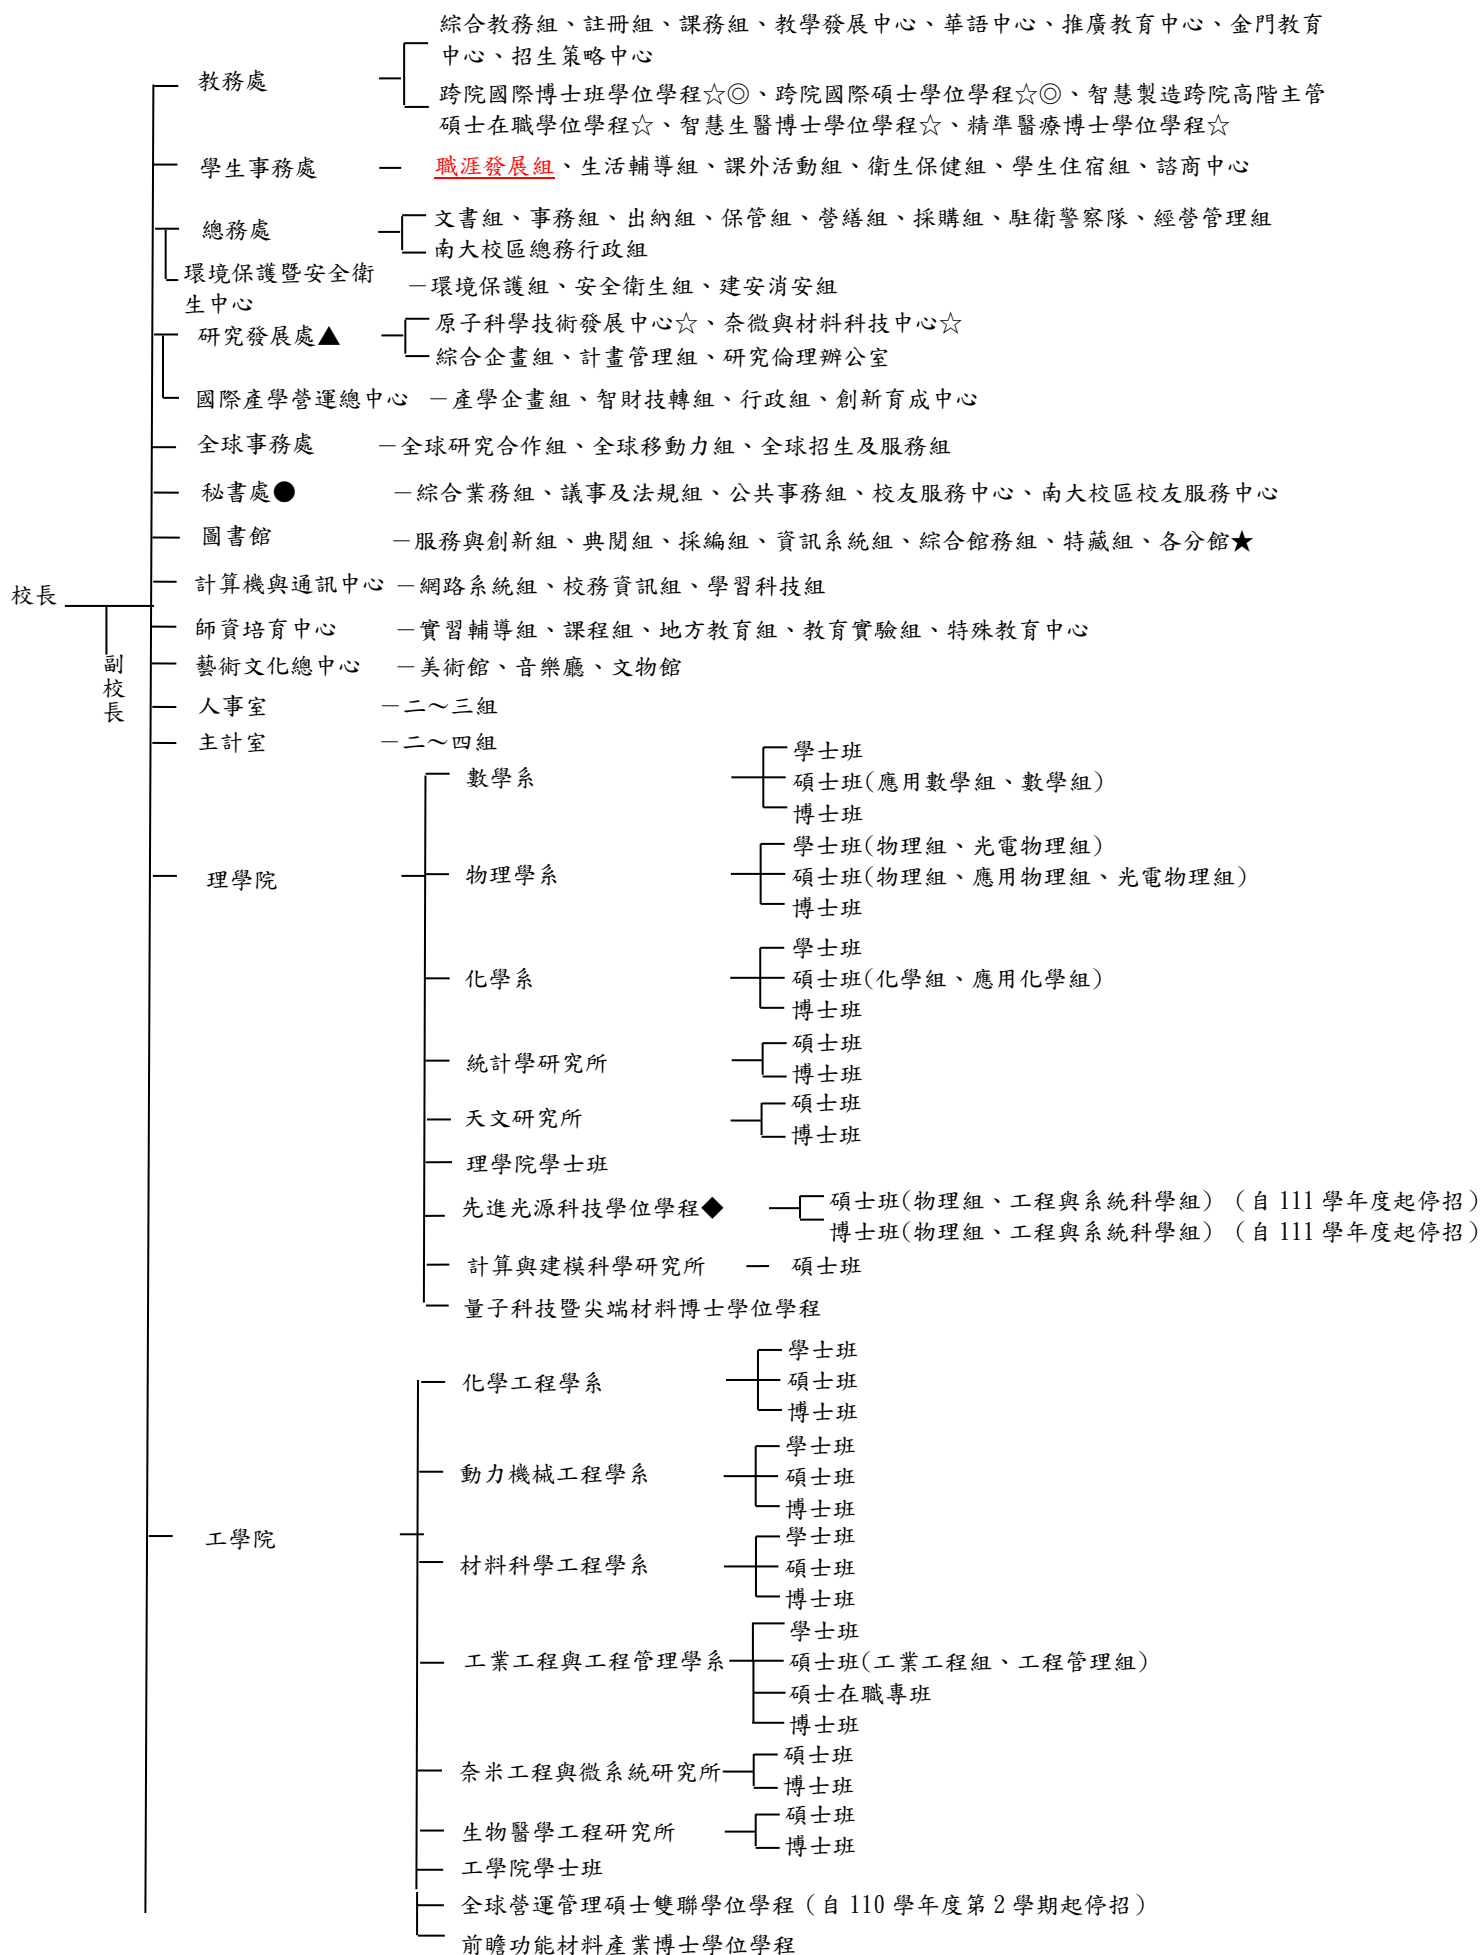 綜合教務組、註冊組、課務組、教學發展中心、華語中心、推廣教育中心、金門教育
中心、招生策略中心
教務處
跨院國際博士班學位學程☆◎、跨院國際碩士學位學程☆◎、智慧製造跨院高階主管
碩士在職學位學程☆、智慧生醫博士學位學程☆、精準醫療博士學位學程☆
學生事務處 — 職涯發展組、生活輔導組、課外活動組、衛生保健組、學生住宿組、諮商中心
文書組、事務組、出納組、保管組、營繕組、採購組、駐衛警察隊、經營管理組
總務處
南大校區總務行政組
環境保護暨安全衛
生中心
－環境保護組、安全衛生組、建安消安組
原子科學技術發展中心☆、奈微與材料科技中心☆
研究發展處▲
綜合企畫組、計畫管理組、研究倫理辦公室
國際產學營運總中心 －產學企畫組、智財技轉組、行政組、創新育成中心
全球事務處 －全球研究合作組、全球移動力組、全球招生及服務組
秘書處● －綜合業務組、議事及法規組、公共事務組、校友服務中心、南大校區校友服務中心
圖書館 －服務與創新組、典閱組、採編組、資訊系統組、綜合館務組、特藏組、各分館★
計算機與通訊中心 －網路系統組、校務資訊組、學習科技組
校長
副校長
師資培育中心 －實習輔導組、課程組、地方教育組、教育實驗組、特殊教育中心
藝術文化總中心 －美術館、音樂廳、文物館
人事室 －二～三組
主計室 －二～四組
理學院
數學系
學士班
碩士班(應用數學組、數學組)
博士班
物理學系
學士班(物理組、光電物理組)
碩士班(物理組、應用物理組、光電物理組)
博士班
化學系
學士班
碩士班(化學組、應用化學組)
博士班
統計學研究所
碩士班
博士班
天文研究所
碩士班
博士班
理學院學士班
先進光源科技學位學程◆
碩士班(物理組、工程與系統科學組)（自 111 學年度起停招)
博士班(物理組、工程與系統科學組)（自 111 學年度起停招)
計算與建模科學研究所 — 碩士班
量子科技暨尖端材料博士學位學程
工學院
化學工程學系
學士班
碩士班
博士班
動力機械工程學系
學士班
碩士班
博士班
材料科學工程學系
學士班
碩士班
博士班
工業工程與工程管理學系
學士班
碩士班(工業工程組、工程管理組)
碩士在職專班
博士班
奈米工程與微系統研究所
碩士班
博士班
生物醫學工程研究所
碩士班
博士班
工學院學士班
全球營運管理碩士雙聯學位學程（自 110 學年度第 2 學期起停招）
前瞻功能材料產業博士學位學程